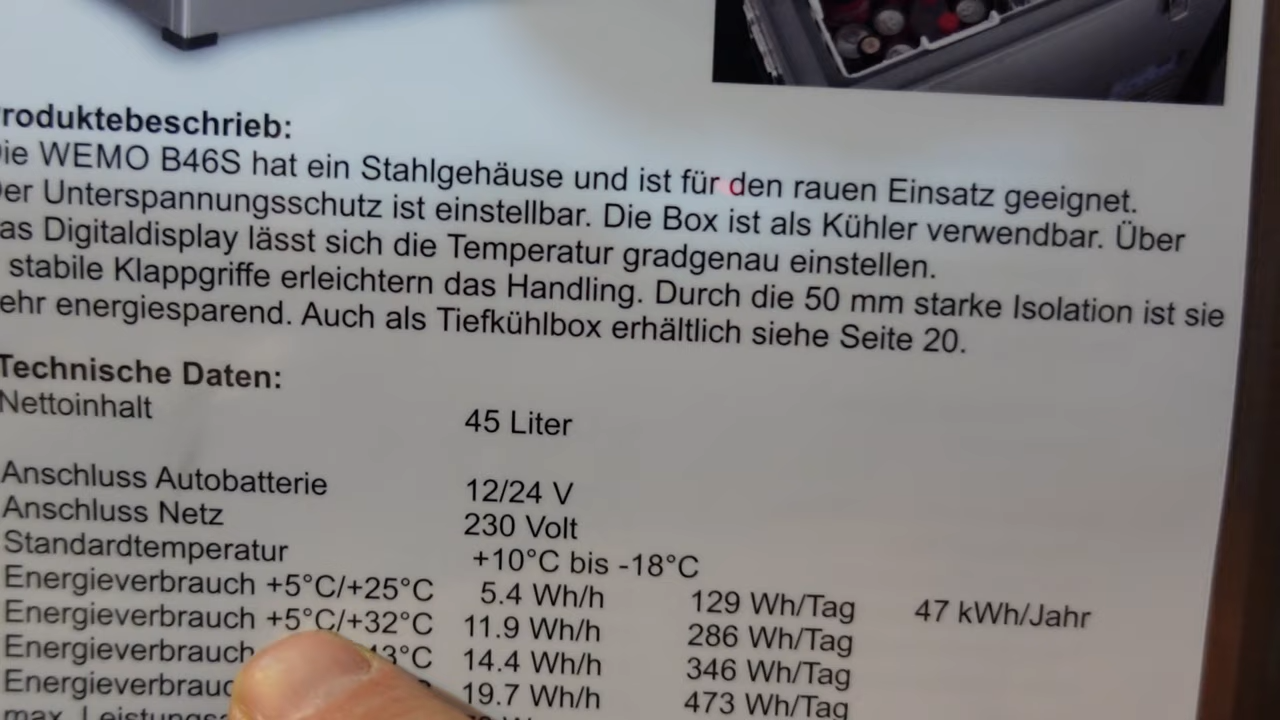 roduktebeschrieb:
ie WEMO B46S hat ein Stahlgehäuse und ist für den rauen Einsatz geeignet.
er Unterspannungsschutz ist einstellbar. Die Box ist als Kühler verwendbar. Über
as Digitaldisplay lässt sich die Temperatur gradgenau einstellen.
stabile Klappgriffe erleichtern das Handling. Durch die 50 mm starke Isolation ist sie
ehr energiesparend. Auch als Tiefkühlbox erhältlich siehe Seite 20.
Technische Daten:
Nettoinhalt 45 Liter
Anschluss Autobatterie 12/24 V
Anschluss Netz 230 Volt
Standardtemperatur +10°C bis -18°C
Energieverbrauch +5°C/+25°C 5.4 Wh/h 129 Wh/Tag 47 kWh/Jahr
Energieverbrauch +5°C/+32°C 11.9 Wh/h 286 Wh/Tag
Energieverbrauch 3°C 14.4 Wh/h 346 Wh/Tag
Energieverbrauc 19.7 Wh/h 473 Wh/Tag
max. Leistungs